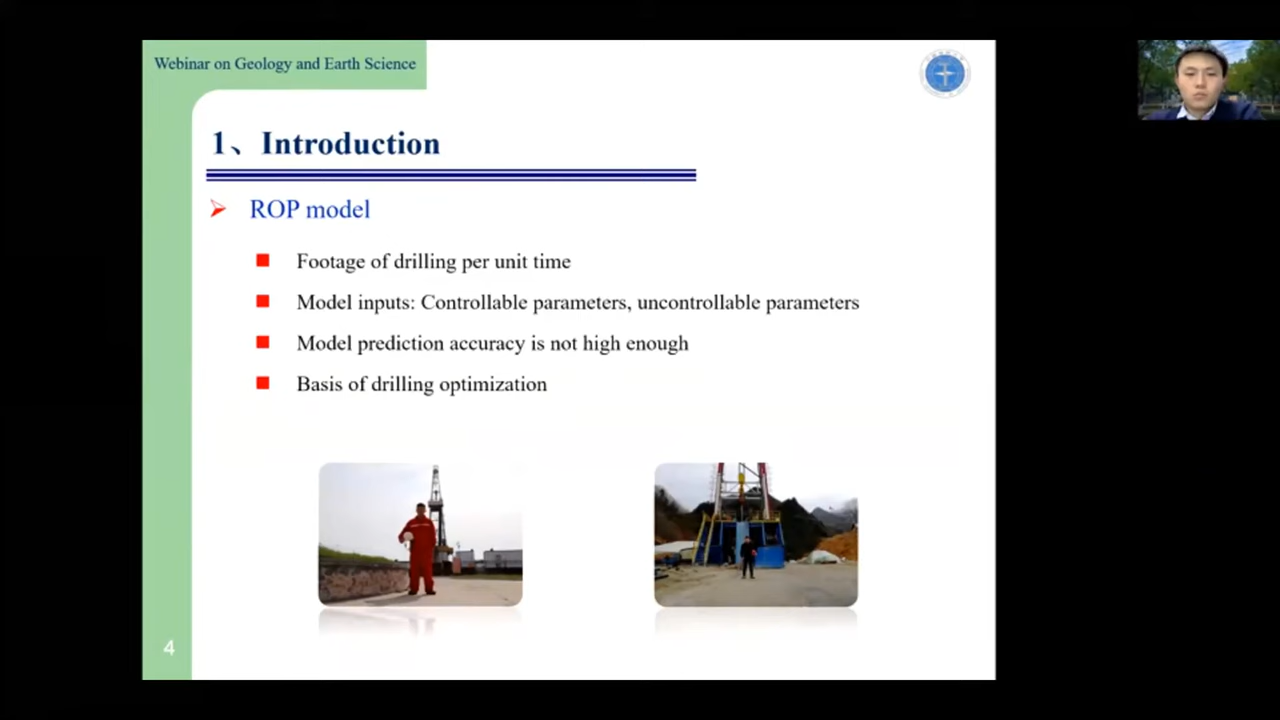 Webinar on Geology and Earth Science
1、Introduction
ROP model
Footage of drilling per unit time
Model inputs: Controllable parameters, uncontrollable parameters
Model prediction accuracy is not high enough
Basis of drilling optimization
4